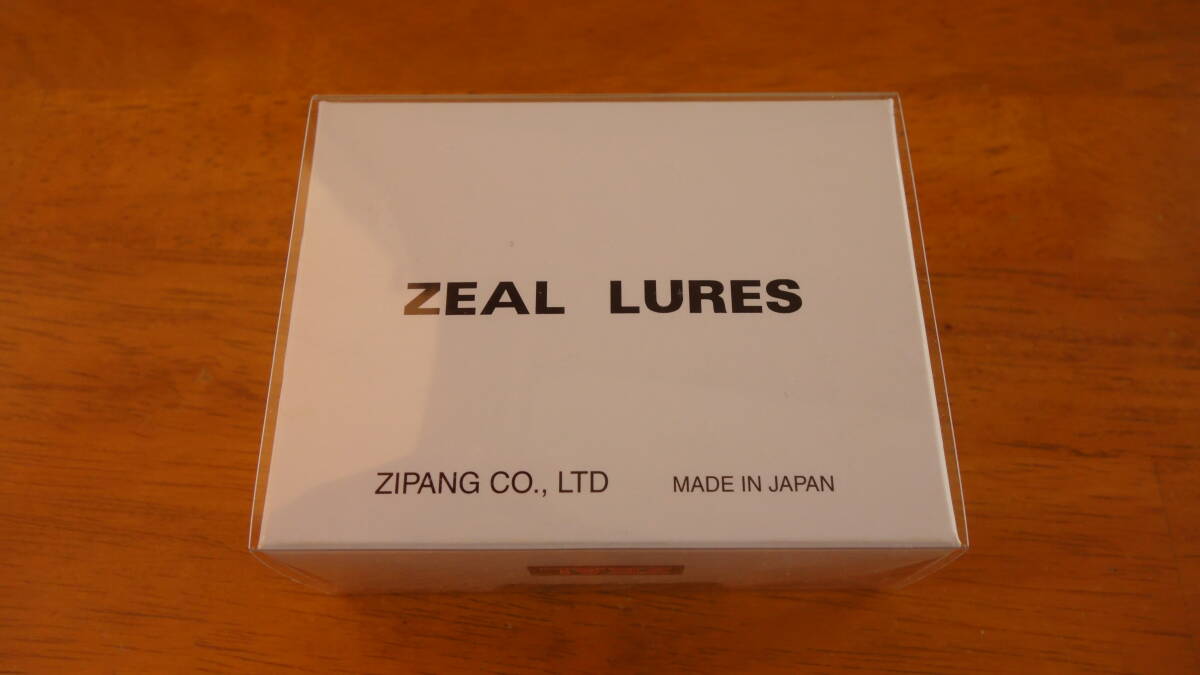 ZEAL LURES
ZIPANG CO., LTD MADE IN JAPAN